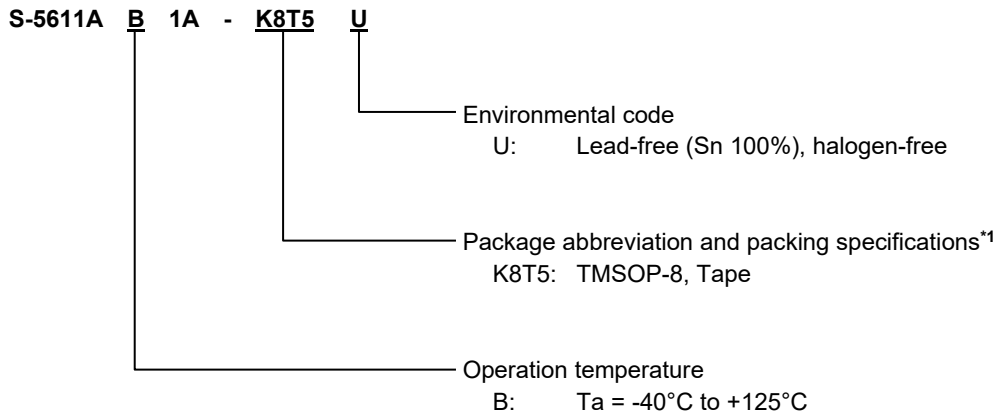 S-5611A B 1A - K8T5 U
Environmental code
U: Lead-free (Sn 100%), halogen-free
Package abbreviation and packing specifications*1
K8T5: TMSOP-8, Tape
Operation temperature
B: Ta = -40°C to +125°C